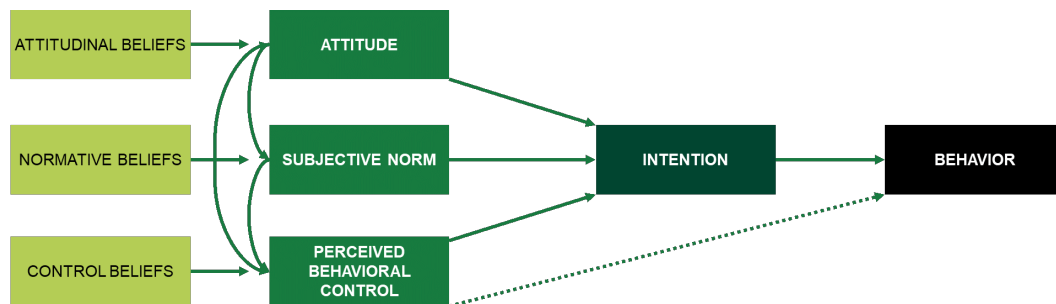 ATTITUDINAL BELIEFS
ATTITUDE
NORMATIVE BELIEFS
SUBJECTIVE NORM
INTENTION
BEHAVIOR
CONTROL BELIEFS
PERCEIVED
BEHAVIORAL
CONTROL